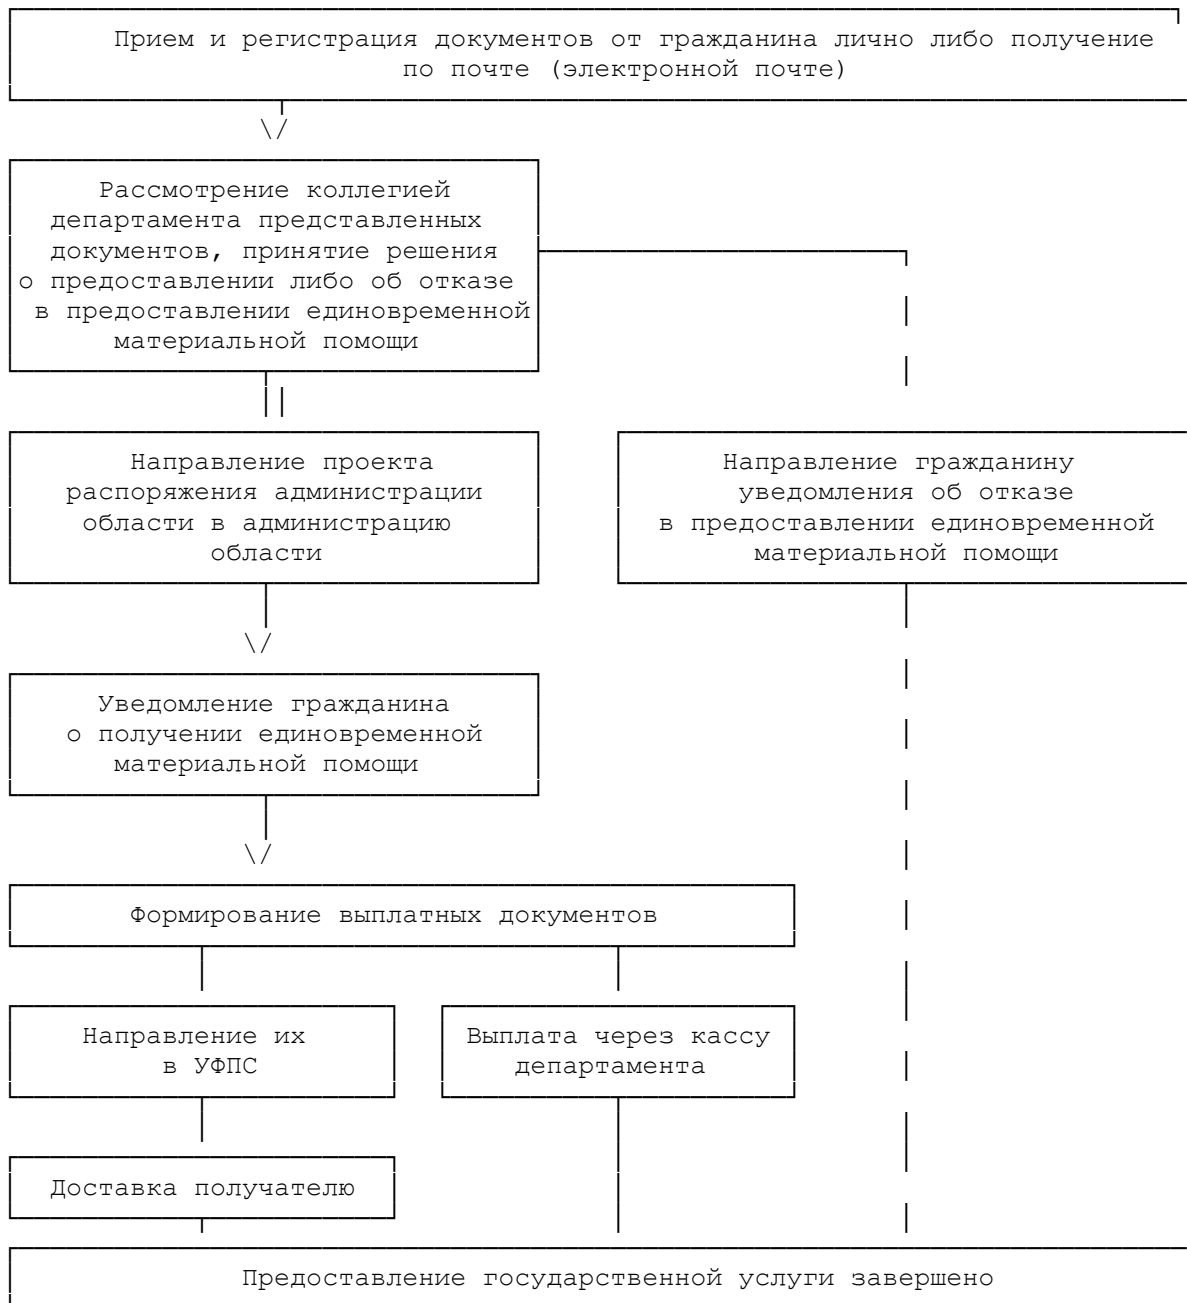 Прием и регистрация документов от гражданина лично либо получение
по почте (электронной почте)
Рассмотрение коллегией
департамента представленных
документов, принятие решения
о предоставлении либо об отказе
в предоставлении единовременной
материальной помощи
Направление проекта
распоряжения администрации
области в администрацию
области
Направление гражданину
уведомления об отказе
в предоставлении единовременной
материальной помощи
Уведомление гражданина
о получении единовременной
материальной помощи
Формирование выплатных документов
Направление их
в УФПС
Выплата через кассу
департамента
Доставка получателю
Предоставление государственной услуги завершено